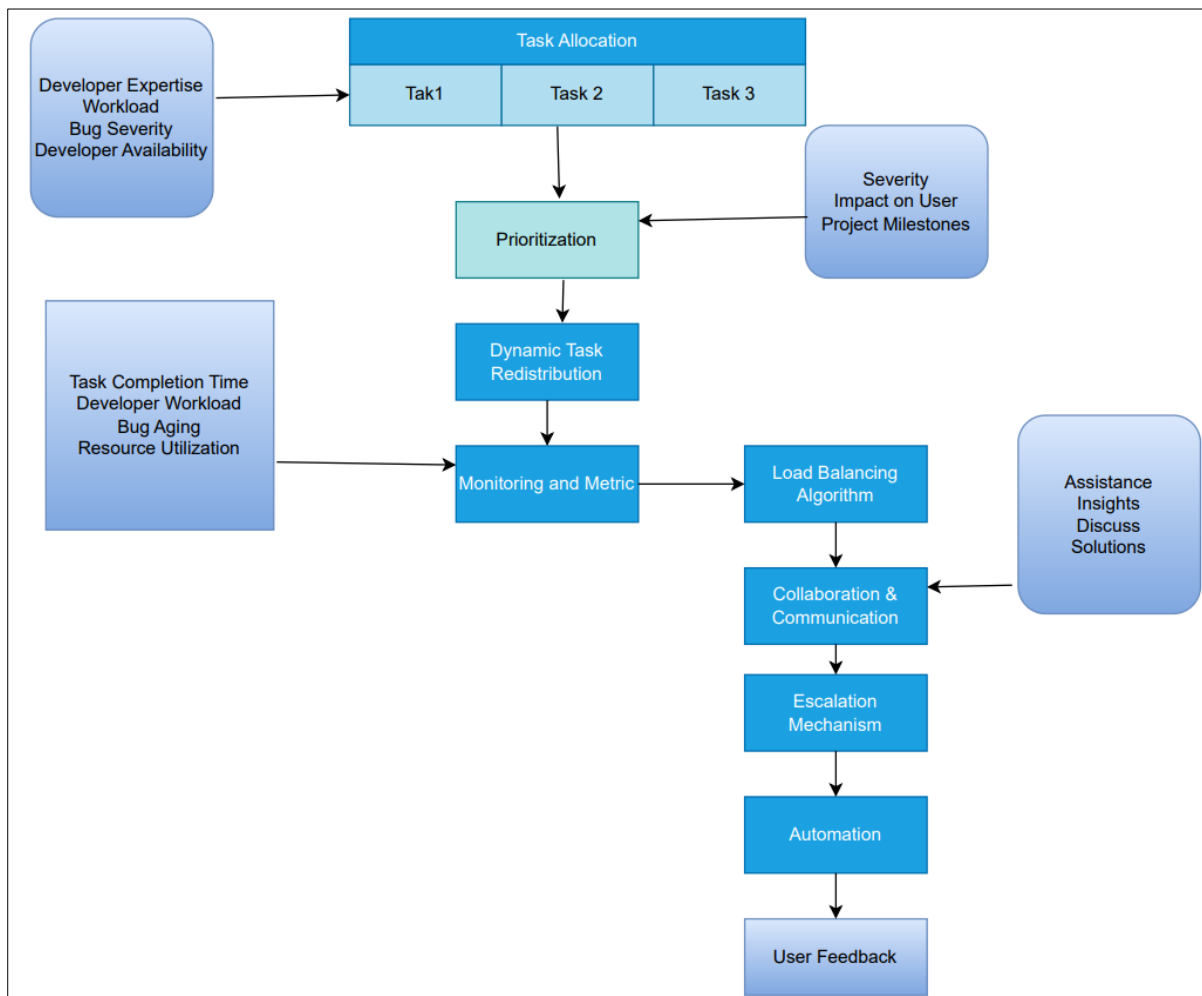 Task Allocation
Developer Expertise
Workload
Bug Severity
Developer Availability
Tak1
Task 2
Task 3
Severity
Impact on User
Project Milestones
Prioritization
Dynamic Task
Redistribution
Task Completion Time
Developer Workload
Bug Aging
Resource Utilization
Monitoring and Metric
Load Balancing
Algorithm
Assistance
Insights
Discuss
Solutions
Collaboration &
Communication
Escalation
Mechanism
Automation
User Feedback